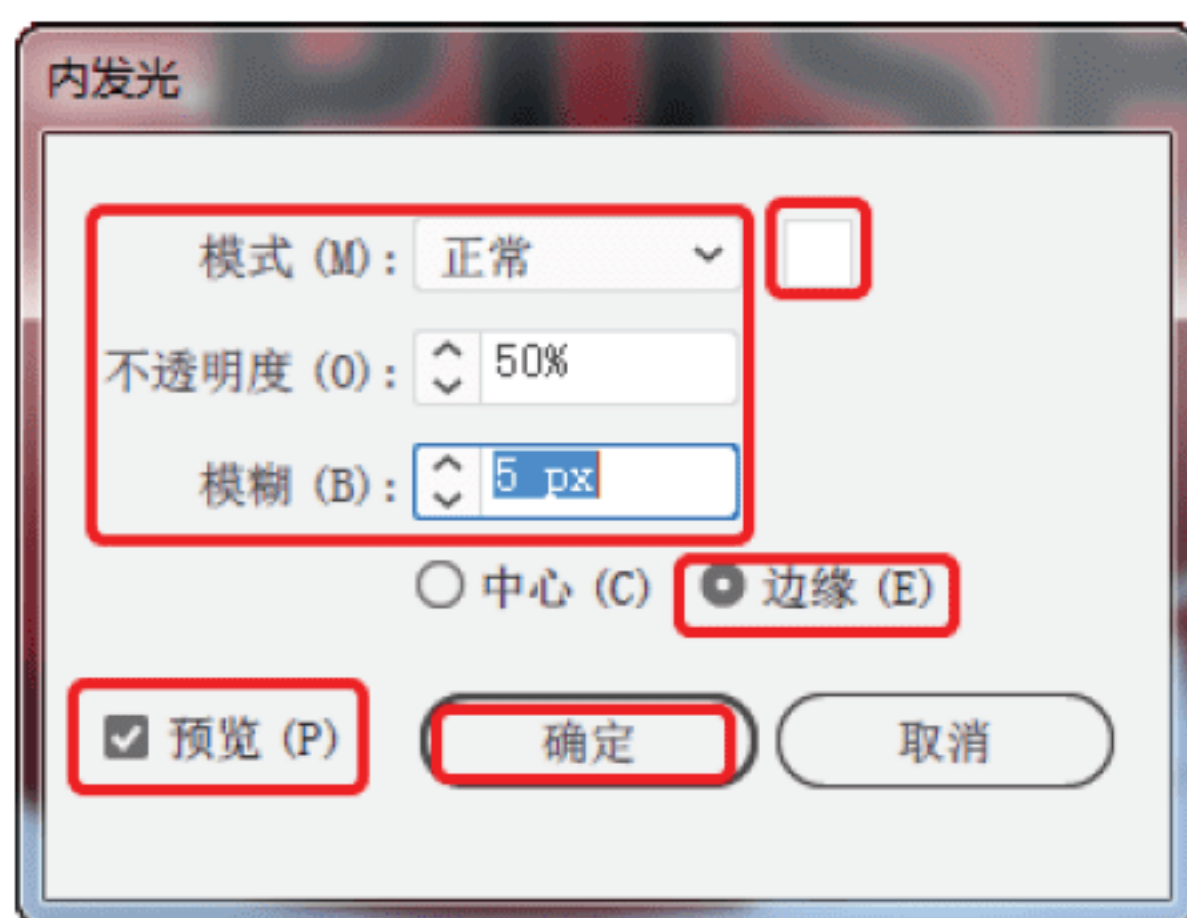 内发光
模式 (M): 正常
不透明度 (O): 50%
模糊 (B): 5 px
中心 (C) 边缘 (E)
预览 (P) 确定 取消